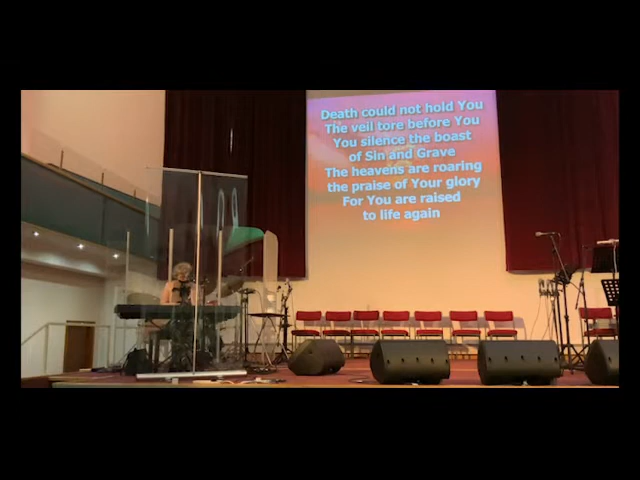 Death could not hold You
The veil tore before You
You silence the boast
of Sin and Grave
The heavens are roaring
the praise of Your glory
For You are raised
to life again